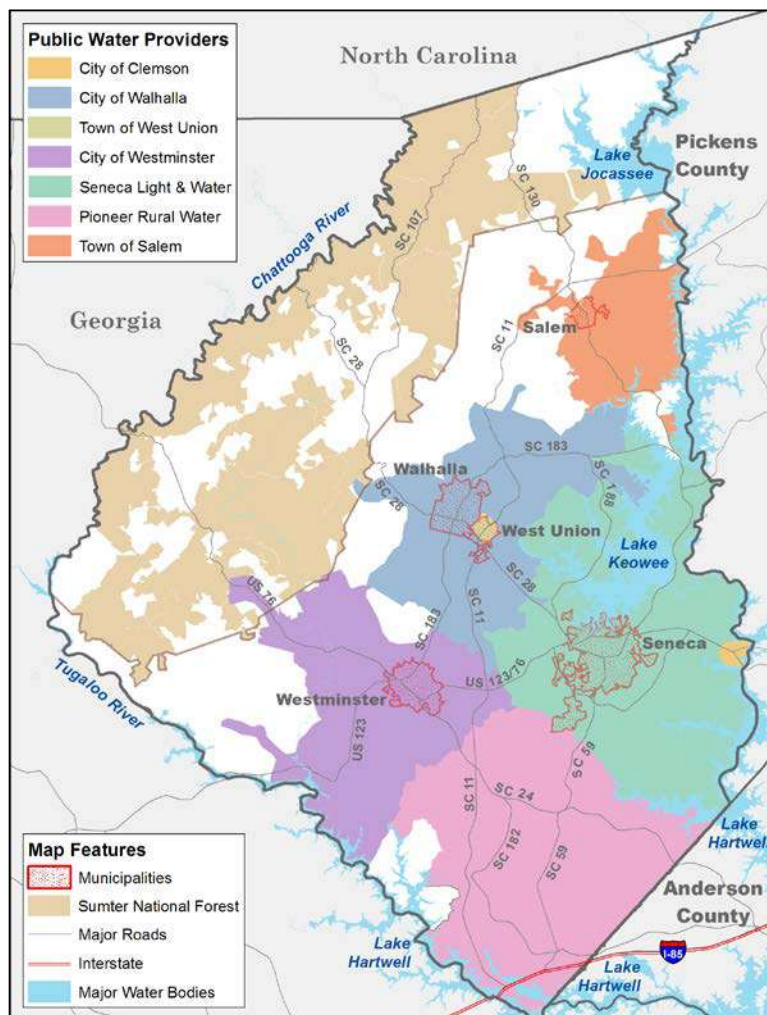 Public Water Providers
City of Clemson
City of Walhalla
Town of West Union
City of Westminster
Seneca Light & Water
Pioneer Rural Water
Town of Salem
North Carolina
Pickens
County
Lake
Jocassee
SC 130
SC 107
Chattooga River
Georgia
SC 28
SC 11
Salem
SC 183
Walhalla
SC 188
SC 28
West Union
Lake
Keowee
SC 28
US 76
SC 183
SC 11
Seneca
US 123/76
Westminster
Tugaloo River
US 123
SC 59
SC 11
SC 24
SC 182
SC 59
Lake
Hartwell
Anderson
County
Map Features
Municipalities
Sumter National Forest
Major Roads
Interstate
Major Water Bodies
Lake
Hartwell
I-85
Lake
Hartwell